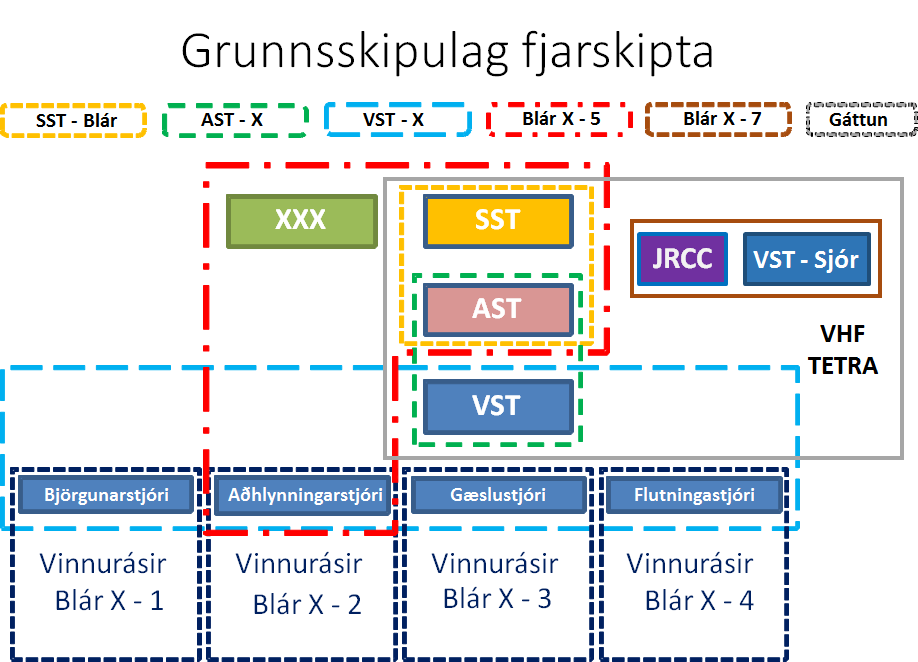 Grunnsskipulag fjarskipta
SST - Blár
AST - X
VST - X
Blár X - 5
Blár X - 7
Gáttun
XXX
SST
JRCC
VST - Sjór
AST
VHF
TETRA
VST
Björgunarstjóri
Aðhlynningarstjóri
Gæslustjóri
Flutningastjóri
Vinnurásir
Blár X - 1
Vinnurásir
Blár X - 2
Vinnurásir
Blár X - 3
Vinnurásir
Blár X - 4